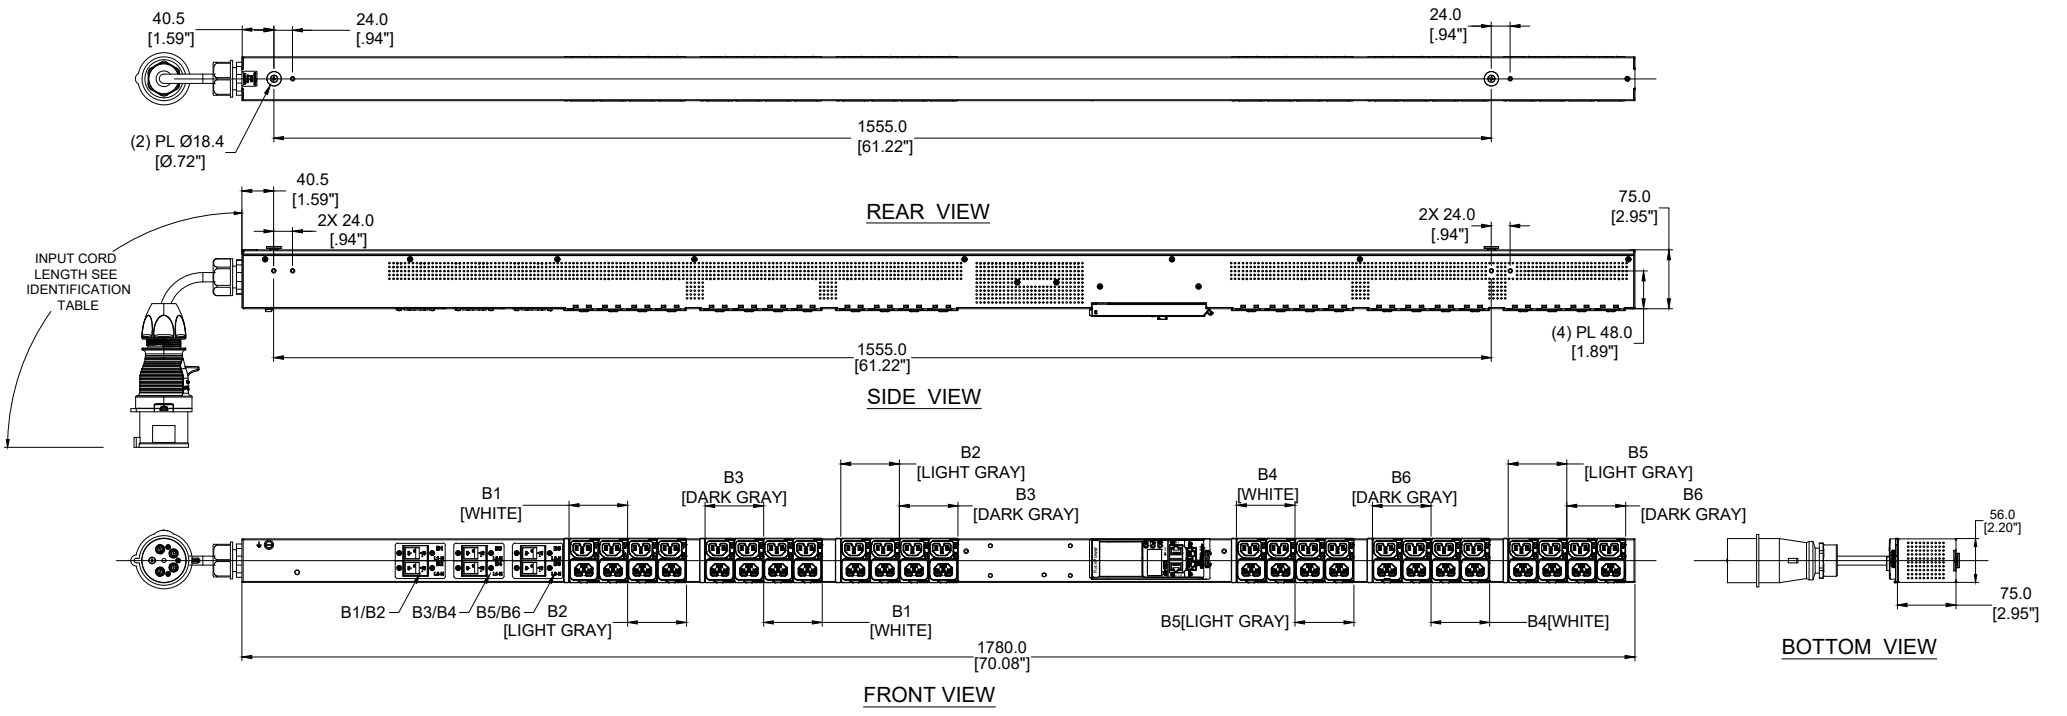 40.5
[1.59"]
24.0
[.94"]
24.0
[.94"]
(2) PL Ø18.4
[Ø.72"]
1555.0
[61.22"]
REAR VIEW
40.5
[1.59"]
2X 24.0
[.94"]
2X 24.0
[.94"]
75.0
[2.95"]
INPUT CORD
LENGTH SEE
IDENTIFICATION
TABLE
(4) PL 48.0
[1.89"]
1555.0
[61.22"]
SIDE VIEW
B1
[WHITE]
B3
[DARK GRAY]
B2
[LIGHT GRAY]
B3
[DARK GRAY]
B4
[WHITE]
B6
[DARK GRAY]
B5
[LIGHT GRAY]
B6
[DARK GRAY]
56.0
[2.20"]
B1/B2
B3/B4
B5/B6
B2
[LIGHT GRAY]
B1
[WHITE]
B5[LIGHT GRAY]
B4[WHITE]
75.0
[2.95"]
1780.0
[70.08"]
BOTTOM VIEW
FRONT VIEW